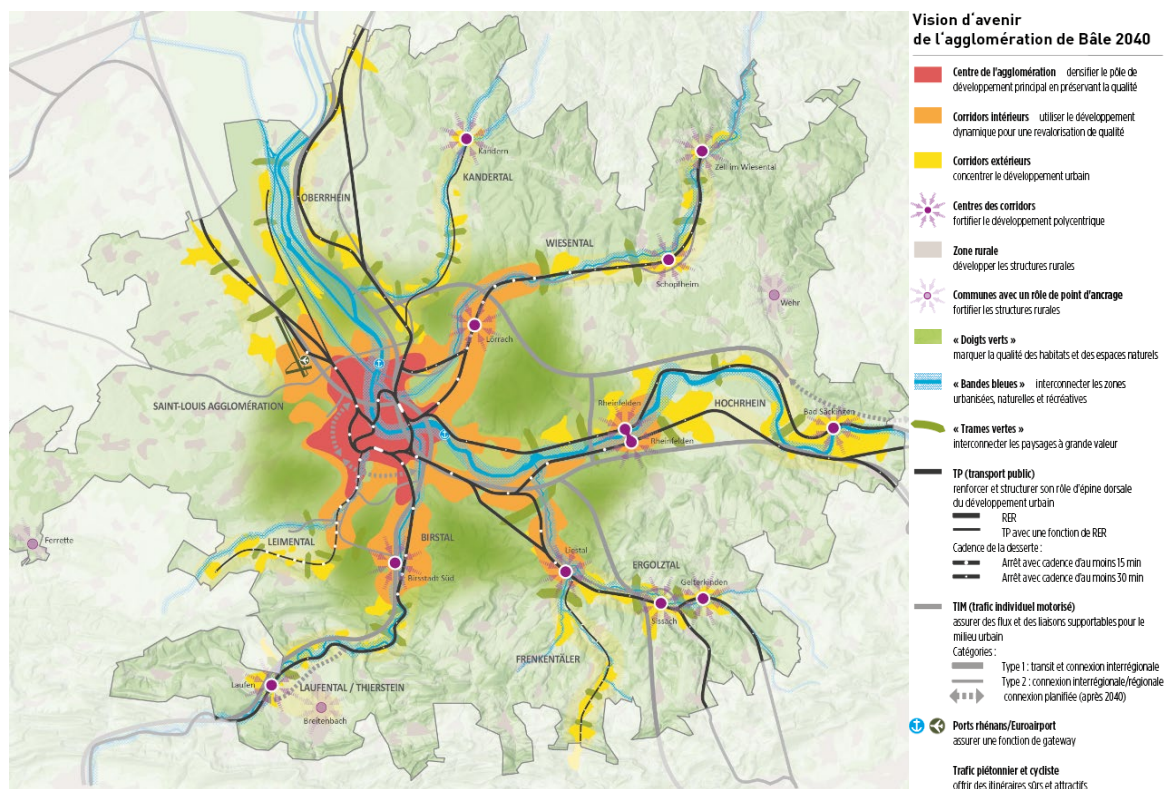 Vision d'avenir
de l'agglomération de Bâle 2040
Centre de l'agglomération densifier le pôle de
développement principal en préservant la qualité
Corridors intérieurs utiliser le développement
dynamique pour une revalorisation de qualité
Corridors extérieurs
concentrer le développement urbain
Centres des corridors
fortifier le développement polycentrique
Zone rurale
développer les structures rurales
Communes avec un rôle de point d'ancrage
fortifier les structures rurales
« Doigts verts »
marquer la qualité des habitats et des espaces naturels
« Bandes bleues » interconnecter les zones
urbanisées, naturelles et récréatives
« Trames vertes »
interconnecter les paysages à grande valeur
TP (transport public)
renforcer et structurer son rôle d'épine dorsale
du développement urbain
RER
TP avec une fonction de RER
Cadence de la desserte :
Arrêt avec cadence d'au moins 15 min
Arrêt avec cadence d'au moins 30 min
TIM (trafic individuel motorisé)
assurer des flux et des liaisons supportables pour le
milieu urbain
Catégories :
Type 1 : transit et connexion interrégionale
Type 2 : connexion interrégionale/régionale
connexion planifiée (après 2040)
Ports rhénans/Euroairport
assurer une fonction de gateway
Trafic piétonnier et cycliste
offrir des itinéraires sûrs et attractifs
Kandern
KANDERTAL
Zell im Wiesental
OBERRHEIN
WIESENTAL
Schopfheim
Wehr
Lörrach
SAINT-LOUIS AGGLOMÉRATION
Rheinfelden
HOCHRHEIN
Bad Säckingen
Rheinfelden
Ferrette
LEIMENTAL
BIRSTAL
Birsstadt Süd
Liestal
ERGOLZTAL
Gelterkinden
Sissach
FRENKENTÄLER
Laufen
LAUFENTAL / THIERSTEIN
Breitenbach